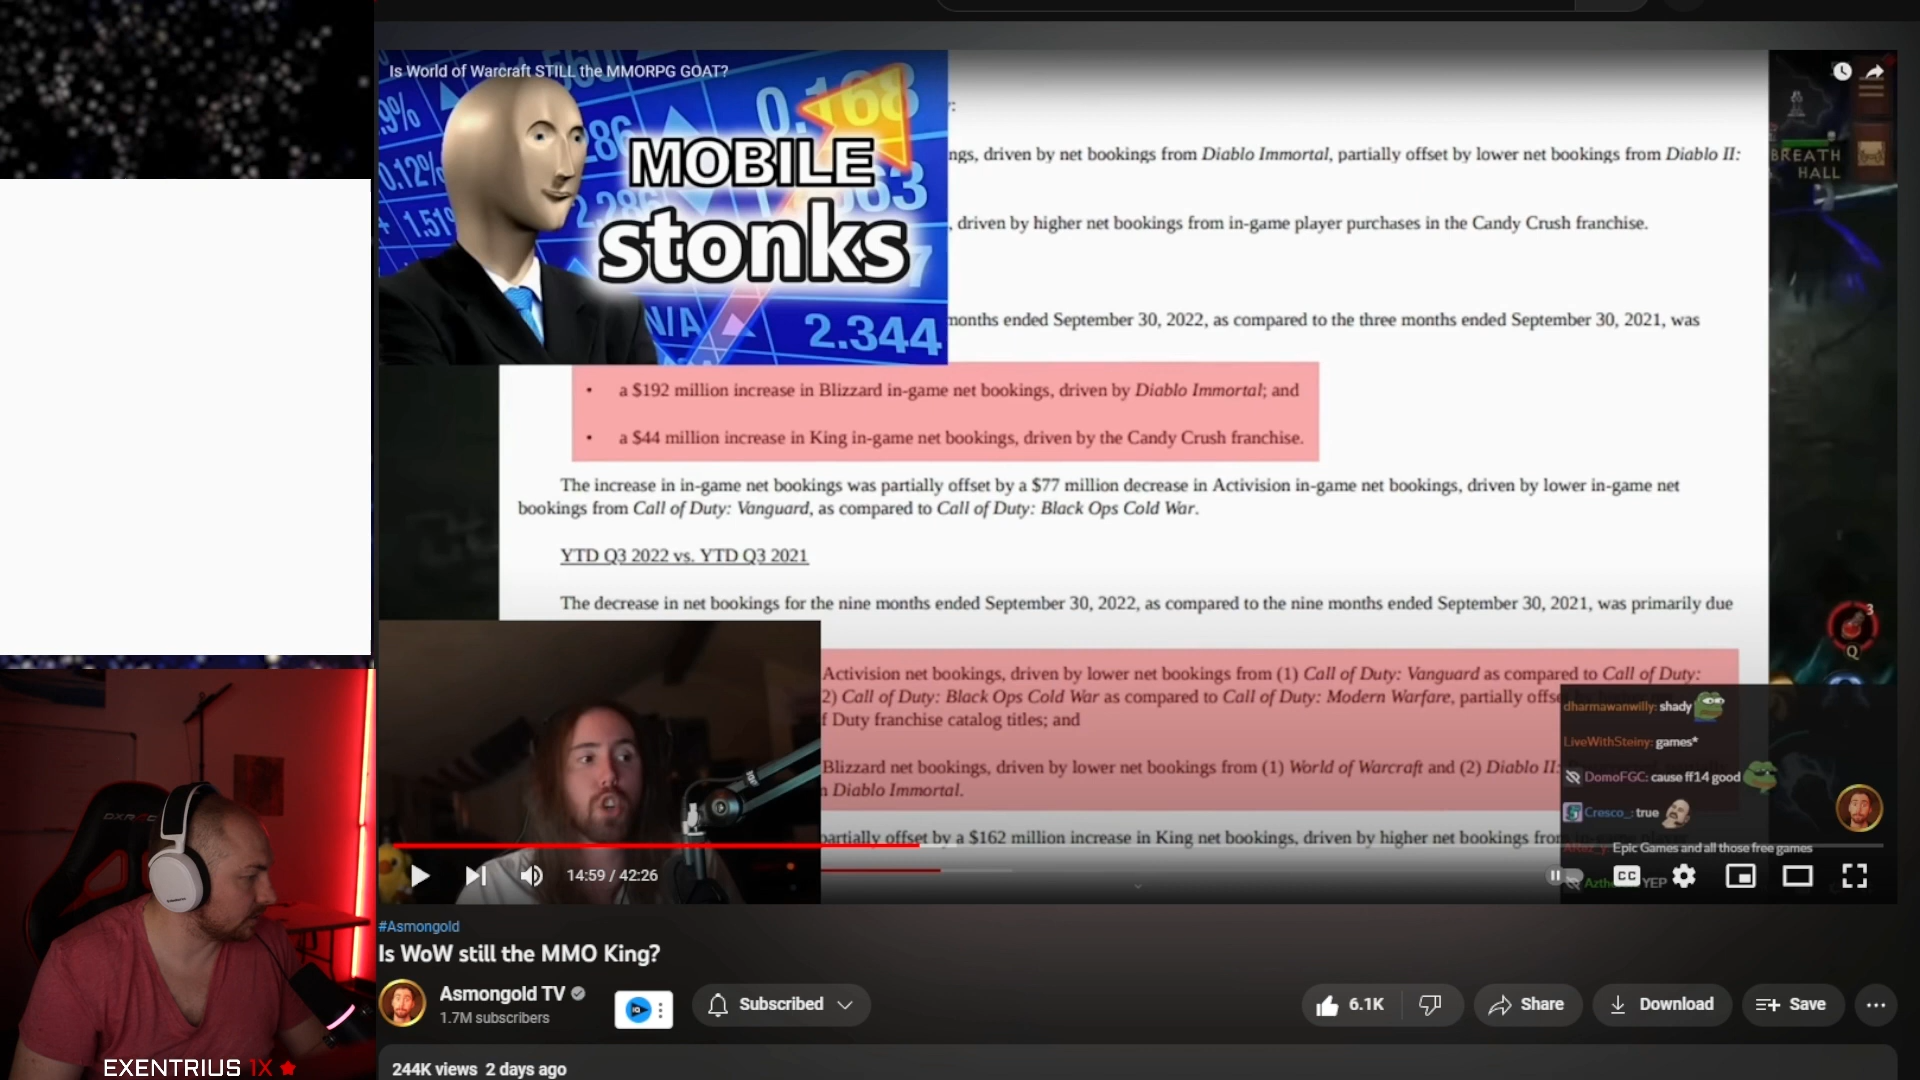 Is World of Warcraft STILL the MMORPG GOAT?
MOBILE
stonks
0.168
0.12%
2.344
N/A
ngs, driven by net bookings from Diablo Immortal, partially offset by lower net bookings from Diablo II:
, driven by higher net bookings from in-game player purchases in the Candy Crush franchise.
months ended September 30, 2022, as compared to the three months ended September 30, 2021, was
• a $192 million increase in Blizzard in-game net bookings, driven by Diablo Immortal; and
• a $44 million increase in King in-game net bookings, driven by the Candy Crush franchise.
The increase in in-game net bookings was partially offset by a $77 million decrease in Activision in-game net bookings, driven by lower in-game net
bookings from Call of Duty: Vanguard, as compared to Call of Duty: Black Ops Cold War.
YTD Q3 2022 vs. YTD Q3 2021
The decrease in net bookings for the nine months ended September 30, 2022, as compared to the nine months ended September 30, 2021, was primarily due
Activision net bookings, driven by lower net bookings from (1) Call of Duty: Vanguard as compared to Call of Duty:
2) Call of Duty: Black Ops Cold War as compared to Call of Duty: Modern Warfare, partially
f Duty franchise catalog titles; and
Blizzard net bookings, driven by lower net bookings from (1) World of Warcraft and (2) Diablo II:
Diablo Immortal.
partially offset by a $162 million increase in King net bookings, driven by higher net bookings from
BREATH
HALL
3
Q
dharmawanwilly: shady
LiveWithSteiny: games*
DomoFGC: cause ff14 good
Cresco_: true
Epic Games and all those free games
YEP
14:59 / 42:26
CC
#Asmongold
Is WoW still the MMO King?
Asmongold TV
1.7M subscribers
IQ
Subscribed
6.1K
Share
Download
Save
244K views 2 days ago
DXRACER
EXENTRIUS 1X